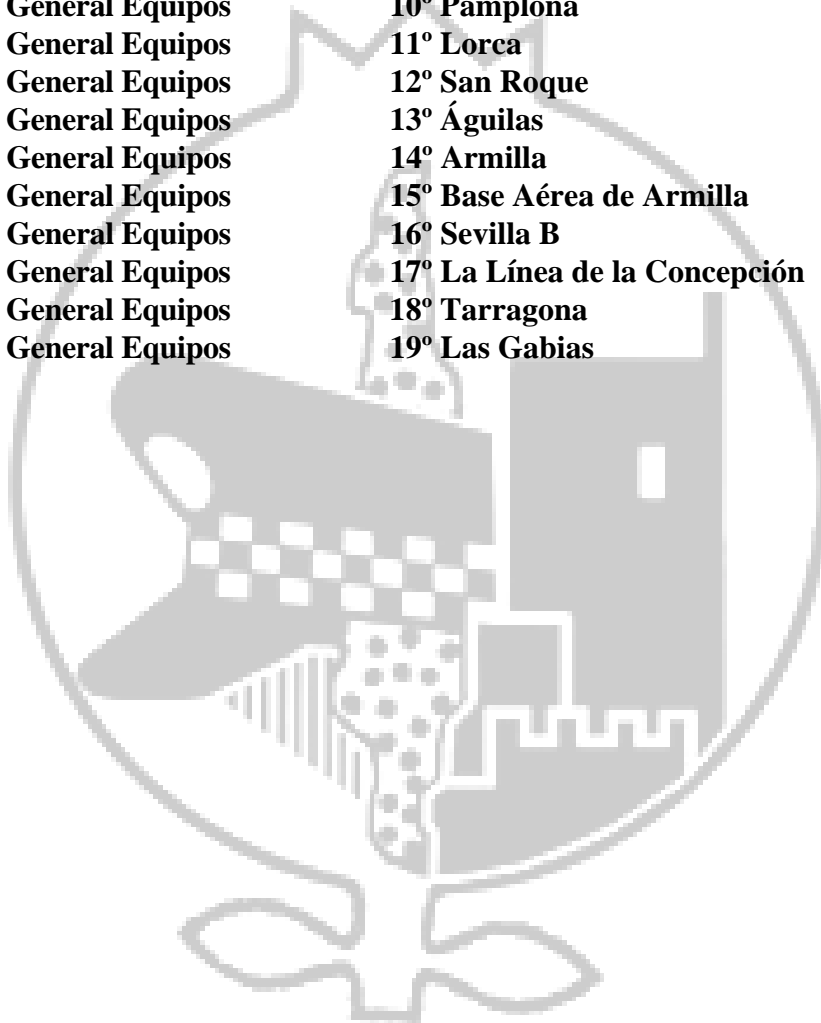 General Equipos 10º Pamplona
General Equipos 11º Lorca
General Equipos 12º San Roque
General Equipos 13º Águilas
General Equipos 14º Armilla
General Equipos 15º Base Aérea de Armilla
General Equipos 16º Sevilla B
General Equipos 17º La Línea de la Concepción
General Equipos 18º Tarragona
General Equipos 19º Las Gabias